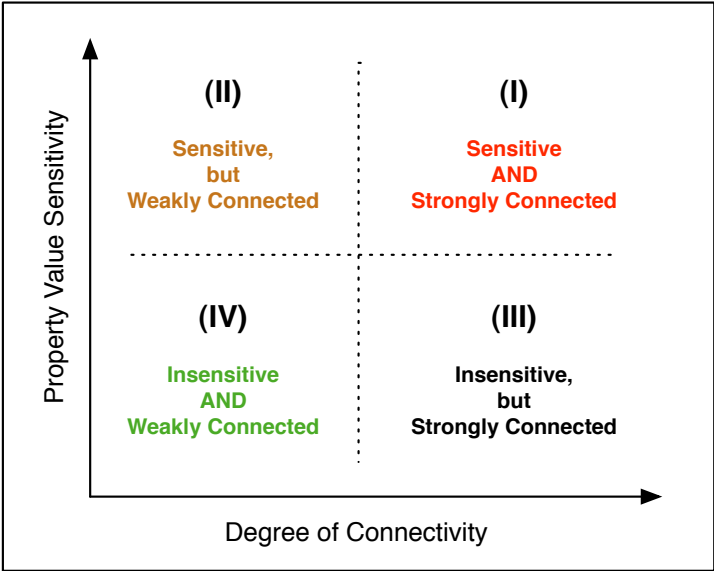 (II)
Sensitive,
but
Weakly Connected
(I)
Sensitive
AND
Strongly Connected
(IV)
Insensitive
AND
Weakly Connected
(III)
Insensitive,
but
Strongly Connected
Property Value Sensitivity
Degree of Connectivity